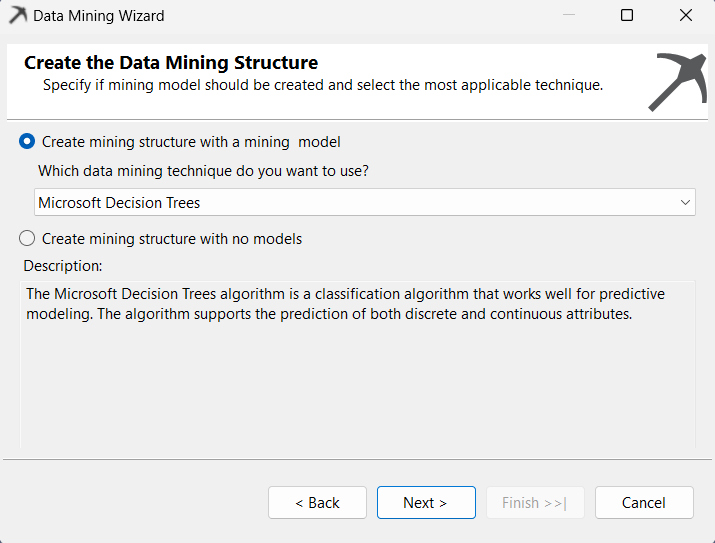 Data Mining Wizard
Create the Data Mining Structure
Specify if mining model should be created and select the most applicable technique.
Create mining structure with a mining  model
Which data mining technique do you want to use?
Microsoft Decision Trees
Create mining structure with no models
Description:
The Microsoft Decision Trees algorithm is a classification algorithm that works well for predictive
modeling. The algorithm supports the prediction of both discrete and continuous attributes.
< Back
Next >
Finish >>|
Cancel